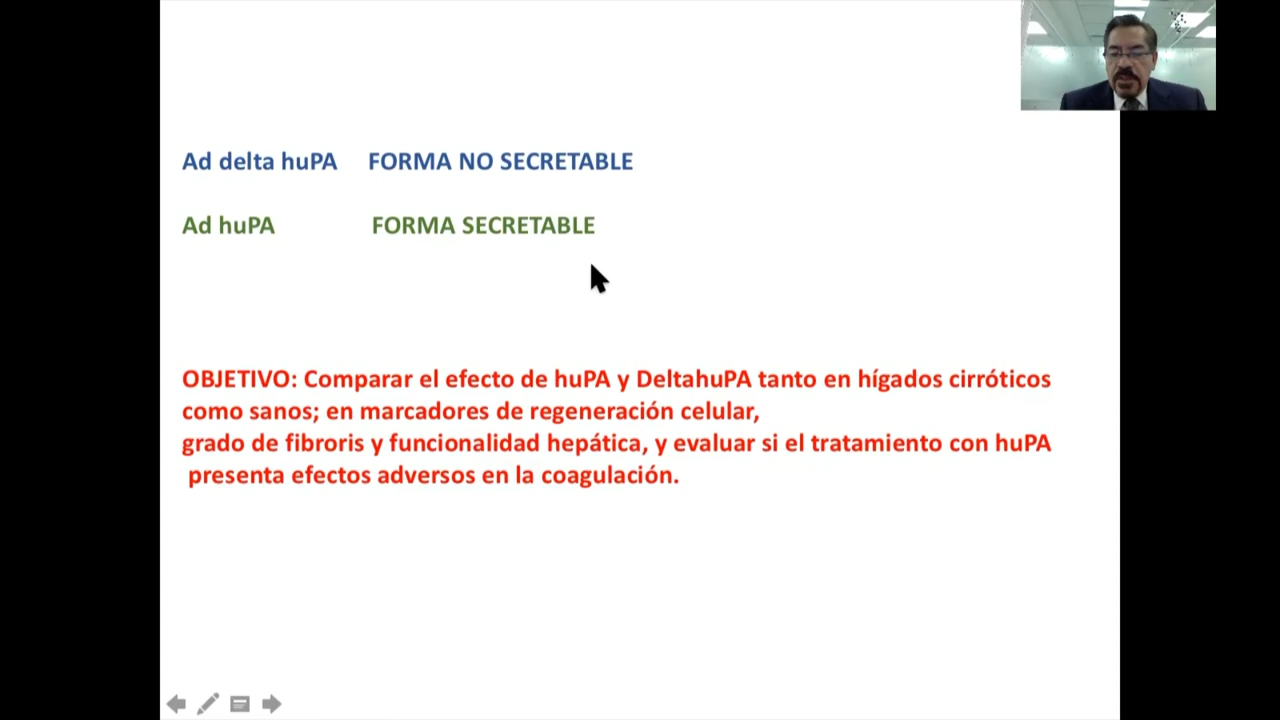 Ad delta huPA FORMA NO SECRETABLE
Ad huPA FORMA SECRETABLE
OBJETIVO: Comparar el efecto de huPA y DeltahuPA tanto en hígados cirróticos
como sanos; en marcadores de regeneración celular,
grado de fibroris y funcionalidad hepática, y evaluar si el tratamiento con huPA
presenta efectos adversos en la coagulación.